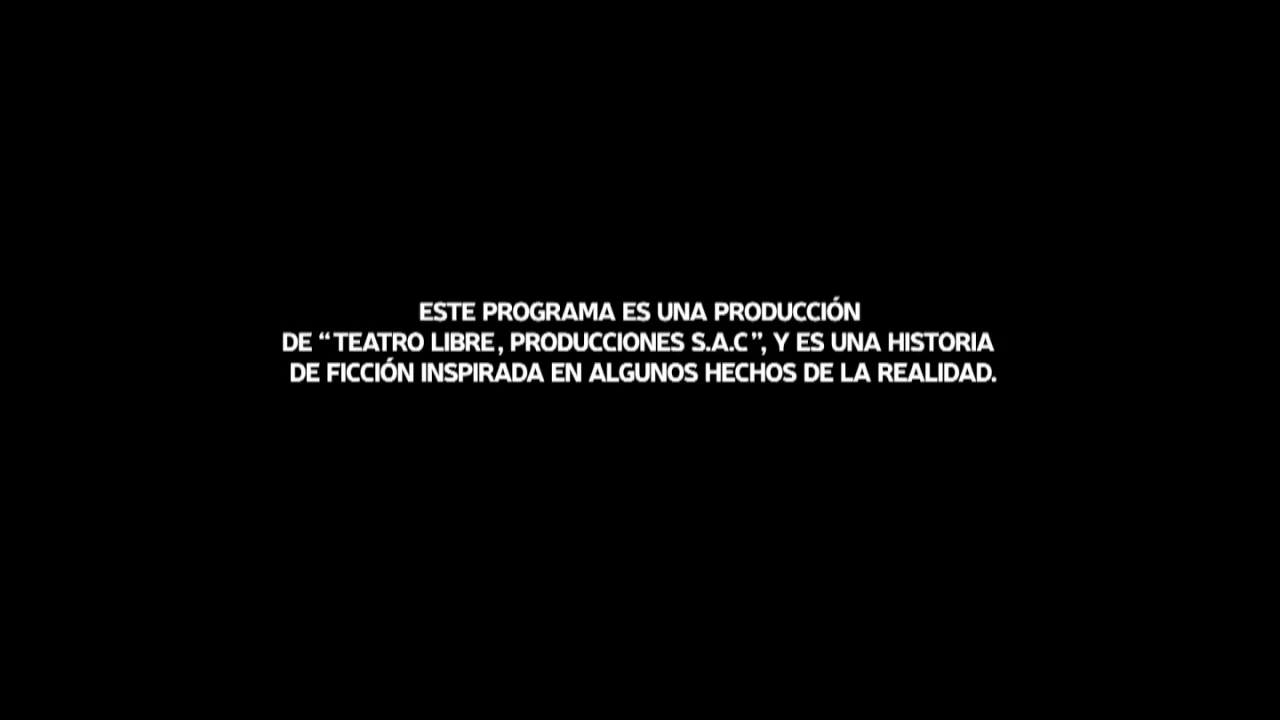 ESTE PROGRAMA ES UNA PRODUCCIÓN
DE “TEATRO LIBRE, PRODUCCIONES S.A.C”, Y ES UNA HISTORIA
DE FICCIÓN INSPIRADA EN ALGUNOS HECHOS DE LA REALIDAD.